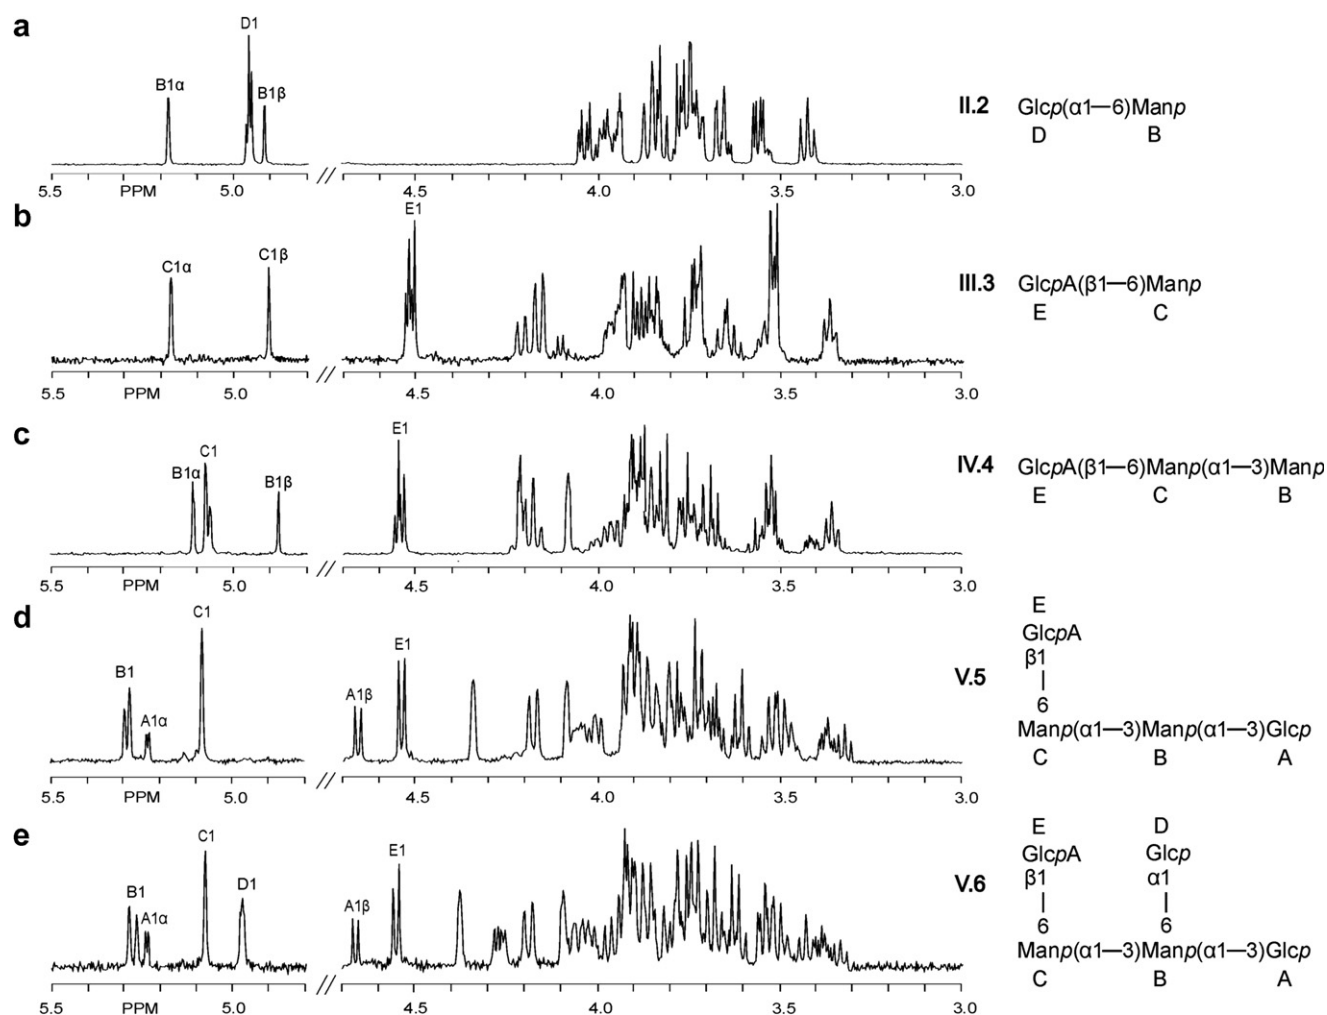 a
D1
B1α
B1β
II.2
Glcp(α1—6)Manp
D B
5.5 PPM 5.0 // 4.5 4.0 3.5 3.0
b
E1
C1α
C1β
III.3
GlcpA(β1—6)Manp
E C
5.5 PPM 5.0 // 4.5 4.0 3.5 3.0
c
C1
E1
B1α
B1β
IV.4
GlcpA(β1—6)Manp(α1—3)Manp
E C B
5.5 PPM 5.0 // 4.5 4.0 3.5 3.0
d
C1
B1
A1α
A1β
E1
V.5
E
GlcpA
β1
6
Manp(α1—3)Manp(α1—3)Glcp
C B A
5.5 PPM 5.0 // 4.5 4.0 3.5 3.0
e
C1
B1
A1α
D1
E1
A1β
V.6
E D
GlcpA Glcp
β1 α1
6 6
Manp(α1—3)Manp(α1—3)Glcp
C B A
5.5 PPM 5.0 // 4.5 4.0 3.5 3.0